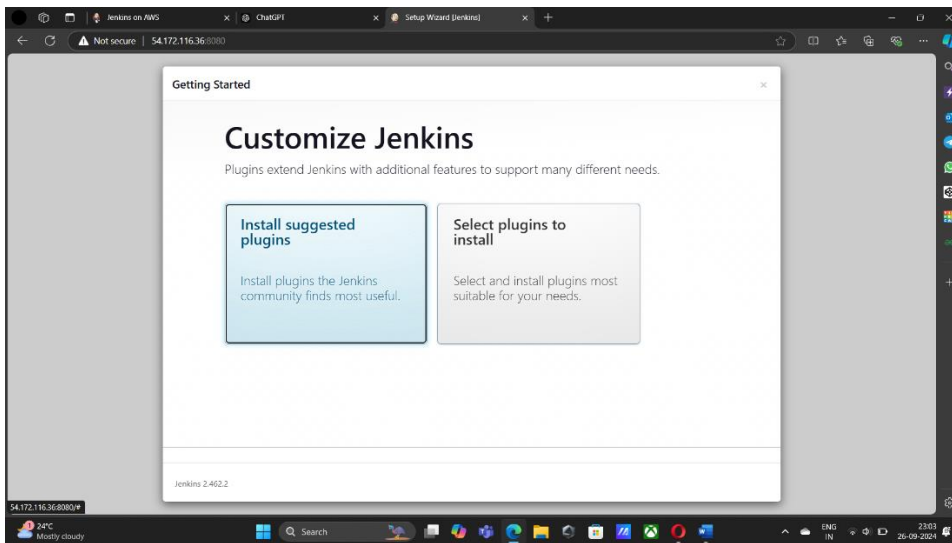 Jenkins on AWS
ChatGPT
Setup Wizard [Jenkins]
Not secure | 54.172.116.36:8080
Getting Started
Customize Jenkins
Plugins extend Jenkins with additional features to support many different needs.
Install suggested
plugins
Install plugins the Jenkins
community finds most useful.
Select plugins to
install
Select and install plugins most
suitable for your needs.
Jenkins 2.462.2
54.172.116.36:8080/#
1
24°C
Mostly cloudy
Search
ENG
IN
23:03
26-09-2024